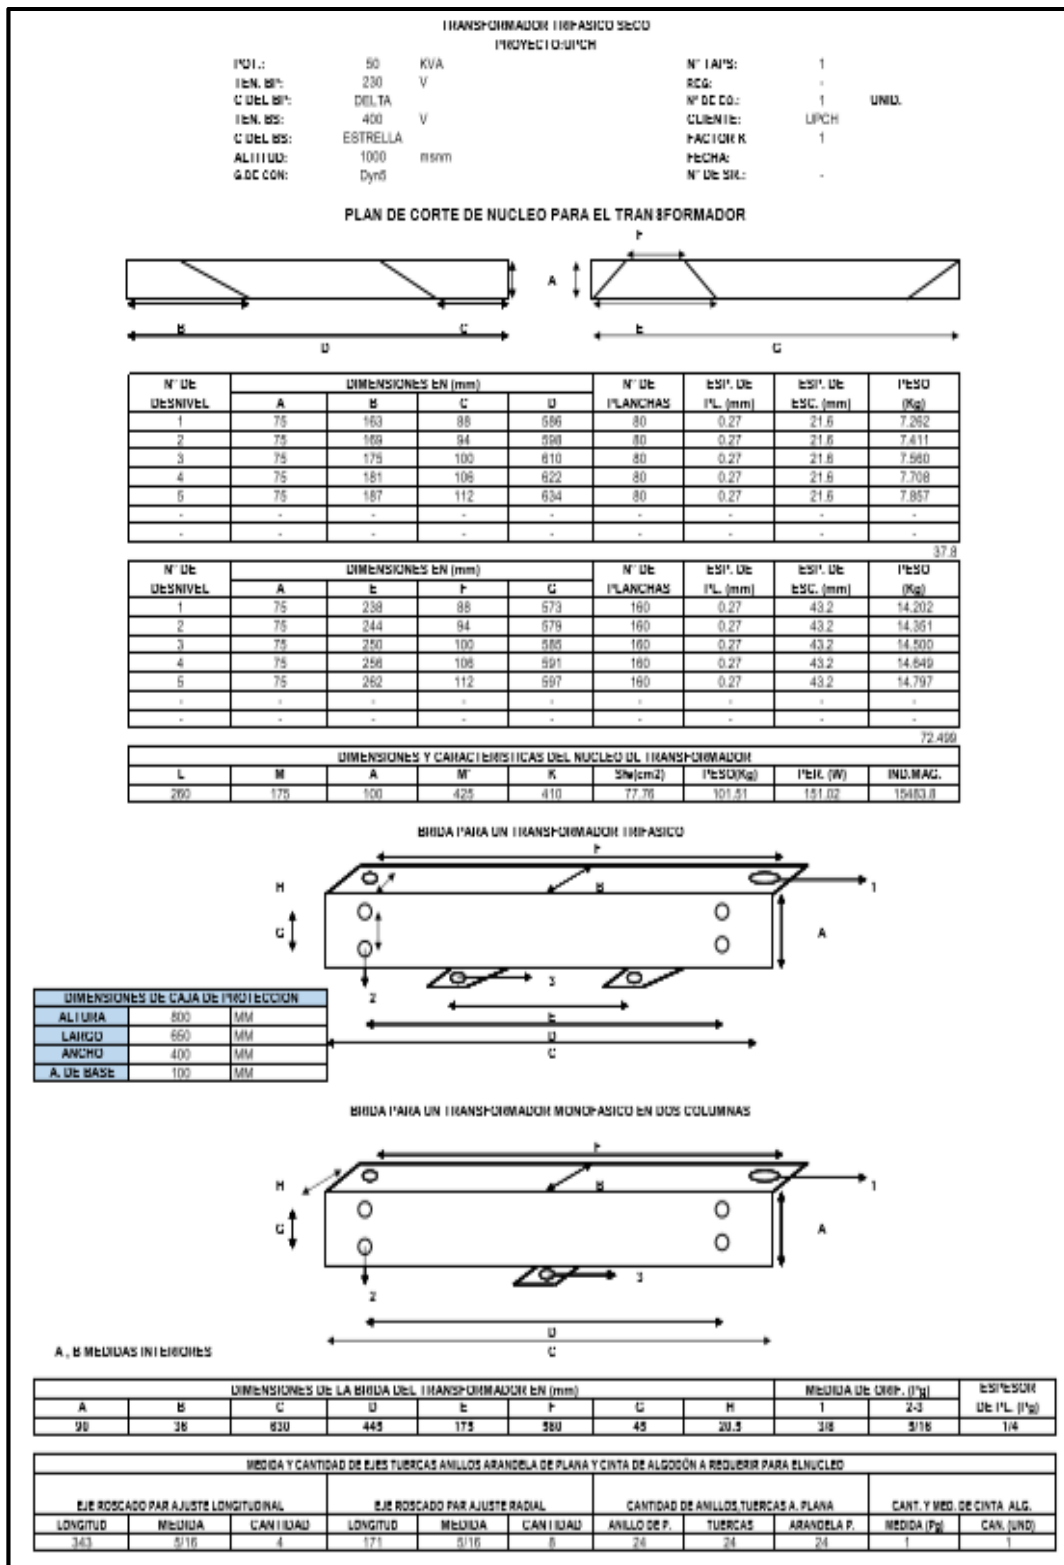 TRANSFORMADOR TRIFASICO SECO
PROYECTO:UPCH
POT.: 50 KVA N° TAPS: 1
TEN. BP: 230 V REG: -
C DEL BP: DELTA N° DE EQ.: 1 UNID.
TEN. BS: 400 V CLIENTE: UPCH
C DEL BS: ESTRELLA FACTOR K 1
ALTITUD: 1000 msnm FECHA:
G.DE CON: Dyn5 N° DE SR.: -
PLAN DE CORTE DE NUCLEO PARA EL TRANSFORMADOR
F
A
B C E
D G
N° DE DIMENSIONES EN (mm) N° DE ESP. DE ESP. DE PESO
DESNIVEL A B C D PLANCHAS PL. (mm) ESC. (mm) (Kg)
1 75 163 88 586 80 0.27 21.6 7.262
2 75 169 94 598 80 0.27 21.6 7.411
3 75 175 100 610 80 0.27 21.6 7.560
4 75 181 106 622 80 0.27 21.6 7.708
5 75 187 112 634 80 0.27 21.6 7.857
- - - - - - - - -
- - - - - - - - -
37.8
N° DE DIMENSIONES EN (mm) N° DE ESP. DE ESP. DE PESO
DESNIVEL A E F G PLANCHAS PL. (mm) ESC. (mm) (Kg)
1 75 238 88 573 160 0.27 43.2 14.202
2 75 244 94 579 160 0.27 43.2 14.351
3 75 250 100 585 160 0.27 43.2 14.500
4 75 256 106 591 160 0.27 43.2 14.649
5 75 262 112 597 160 0.27 43.2 14.797
- - - - - - - - -
- - - - - - - - -
72.499
DIMENSIONES Y CARACTERISTICAS DEL NUCLEO DL TRANSFORMADOR
L M A M' K PESO(Kg) PER. (W) IND.MAG.
260 175 100 425 410 77.76 101.51 151.02 15483.8
BRIDA PARA UN TRANSFORMADOR TRIFASICO
F
H B 1
G A
3
2
E
D
C
DIMENSIONES DE CAJA DE PROTECCION
ALTURA 800 MM
LARGO 650 MM
ANCHO 400 MM
A. DE BASE 100 MM
BRIDA PARA UN TRANSFORMADOR MONOFASICO EN DOS COLUMNAS
F
H B 1
G A
3
2
D
C
A , B MEDIDAS INTERIORES
DIMENSIONES DE LA BRIDA DEL TRANSFORMADOR EN (mm) MEDIDA DE ORIF. (Pg) ESPESOR
A B C D E F G H 1 2-3 DE PL. (Pg)
90 36 630 445 175 580 45 20.5 3/8 5/16 1/4
MEDIDA Y CANTIDAD DE EJES TUERCAS ANILLOS ARANDELA DE PLANA Y CINTA DE ALGODÓN A REQUERIR PARA ELNUCLEO
EJE ROSCADO PAR AJUSTE LONGITUDINAL EJE ROSCADO PAR AJUSTE RADIAL CANTIDAD DE ANILLOS,TUERCAS A. PLANA CANT. Y MED. DE CINTA ALG.
LONGITUD MEDIDA CANTIDAD LONGITUD MEDIDA CANTIDAD ANILLO DE P. TUERCAS ARANDELA P. MEDIDA (Pg) CAN. (UND)
343 5/16 4 171 5/16 8 24 24 24 1 1